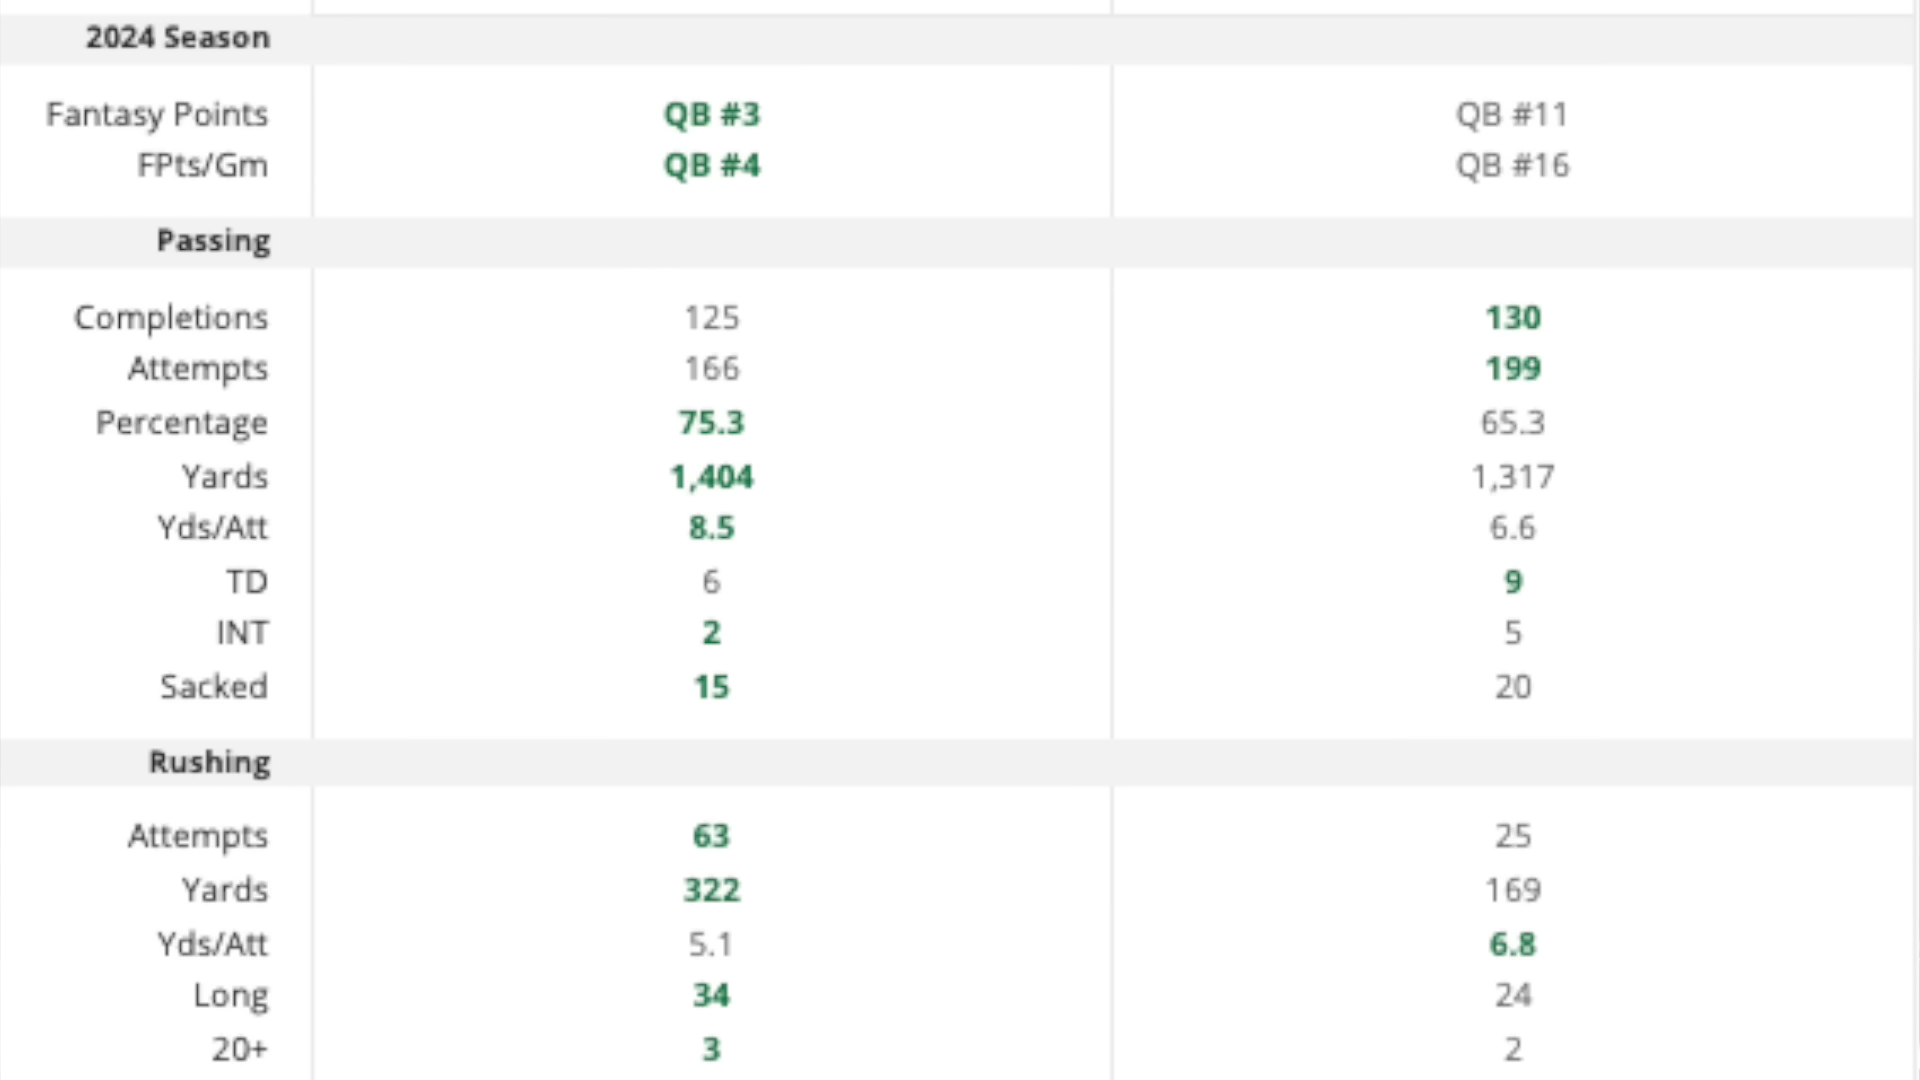 2024 Season
Fantasy Points QB #3 QB #11
FPts/Gm QB #4 QB #16
Passing
Completions 125 130
Attempts 166 199
Percentage 75.3 65.3
Yards 1,404 1,317
Yds/Att 8.5 6.6
TD 6 9
INT 2 5
Sacked 15 20
Rushing
Attempts 63 25
Yards 322 169
Yds/Att 5.1 6.8
Long 34 24
20+ 3 2